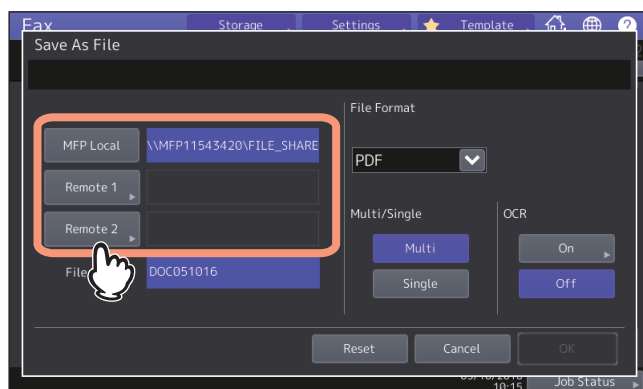 Fax
Storage
Settings
Template
Save As File
MFP Local
\\MFP11543420\FILE_SHARE
Remote 1
Remote 2
File
DOC051016
File Format
PDF
Multi/Single
Multi
Single
OCR
On
Off
Reset
Cancel
OK
10:15
Job Status